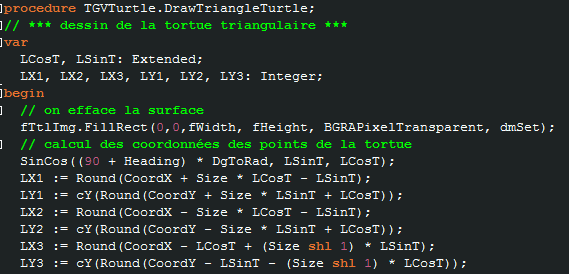 procedure TGVTurtle.DrawTriangleTurtle;
// *** dessin de la tortue triangulaire ***
var
LCosT, LSinT: Extended;
LX1, LX2, LX3, LY1, LY2, LY3: Integer;
begin
// on efface la surface
fTtlImg.FillRect(0,0,fWidth, fHeight, BGRAPixelTransparent, dmSet);
// calcul des coordonnées des points de la tortue
SinCos((90 + Heading) * DgToRad, LSinT, LCosT);
LX1 := Round(CoordX + Size * LCosT - LSinT);
LY1 := cY(Round(CoordY + Size * LSinT + LCosT));
LX2 := Round(CoordX - Size * LCosT - LSinT);
LY2 := cY(Round(CoordY - Size * LSinT + LCosT));
LX3 := Round(CoordX - LCosT + (Size shl 1) * LSinT);
LY3 := cY(Round(CoordY - LSinT - (Size shl 1) * LCosT));